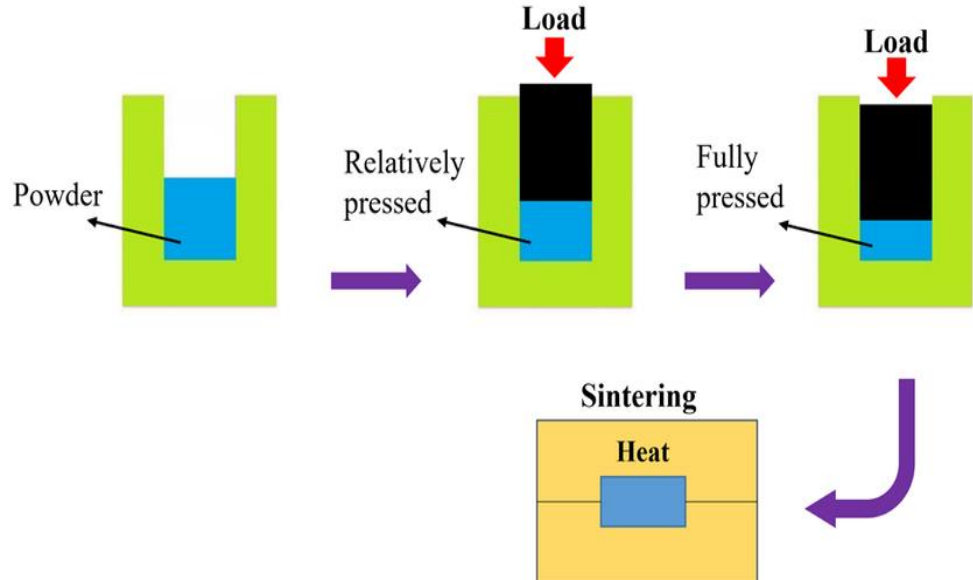 Powder
Load
Relatively
pressed
Load
Fully
pressed
Sintering
Heat